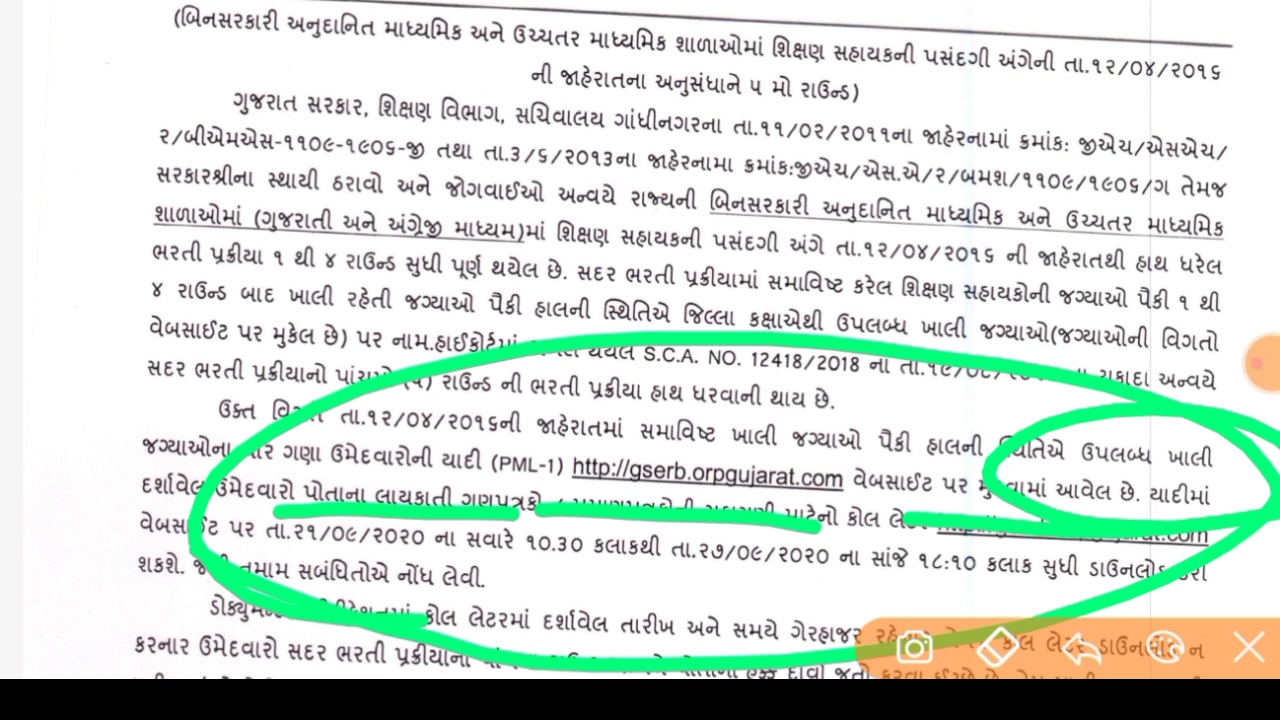 (બિનસરકારી અનુદાનિત માધ્યમિક અને ઉચ્ચતર માધ્યમિક શાળાઓમાં શિક્ષણ સહાયકની પસંદગી અંગેની તા.૧૨/૦૪/૨૦૧૬
ની જાહેરાતના અનુસંધાને ૫ મો રાઉન્ડ)
ગુજરાત સરકાર, શિક્ષણ વિભાગ, સચિવાલય ગાંધીનગરના તા.૧૧/૦૨/૨૦૧૧ના જાહેરનામાં ક્રમાંક: જીએચ/એસએચ/
૨/બીએમએસ-૧૧૦૯-૧૯૦૬-જી તથા તા.૩/૬/૨૦૧૩ના જાહેરનામા ક્રમાંક:જીએચ/એસ.એ/૨/બમશ/૧૧૦૯/૧૯૦૬/ગ તેમજ
સરકારશ્રીના સ્થાયી ઠરાવો અને જોગવાઈઓ અન્વયે રાજ્યની બિનસરકારી અનુદાનિત માધ્યમિક અને ઉચ્ચતર માધ્યમિક
શાળાઓમાં (ગુજરાતી અને અંગ્રેજી માધ્યમ)માં શિક્ષણ સહાયકની પસંદગી અંગે તા.૧૨/૦૪/૨૦૧૬ ની જાહેરાતથી હાથ ધરેલ
ભરતી પ્રક્રીયા ૧ થી ૪ રાઉન્ડ સુધી પૂર્ણ થયેલ છે. સદર ભરતી પ્રક્રીયામાં સમાવિષ્ટ કરેલ શિક્ષણ સહાયકોની જગ્યાઓ પૈકી ૧ થી
૪ રાઉન્ડ બાદ ખાલી રહેતી જગ્યાઓ પૈકી હાલની સ્થિતિએ જિલ્લા કક્ષાએથી ઉપલબ્ધ ખાલી જગ્યાઓ(જગ્યાઓની વિગતો
વેબસાઈટ પર મુકેલ છે) પર નામ.હાઈકોર્ટમાં થયેલ S.C.A. NO. 12418/2018 ના ચુકાદા અન્વયે
સદર ભરતી પ્રક્રીયાનો (૫) રાઉન્ડ ની ભરતી પ્રક્રીયા હાથ ધરવાની થાય છે.
ઉક્ત તા.૧૨/૦૪/૨૦૧૬ની જાહેરાતમાં સમાવિષ્ટ ખાલી જગ્યાઓ પૈકી હાલની સ્થિતિએ ઉપલબ્ધ ખાલી
જગ્યાઓના ગણા ઉમેદવારોની યાદી (PML-1) http://gserb.orpgujarat.com વેબસાઈટ પર મુકવામાં આવેલ છે. યાદીમાં
દર્શાવેલ ઉમેદવારો પોતાના લાયકાતી ગુણપત્રકો માટેનો કોલ લેટર
વેબસાઈટ પર તા.૨૧/૦૯/૨૦૨૦ ના સવારે ૧૦.૩૦ કલાકથી તા.૨૭/૦૯/૨૦૨૦ ના સાંજે ૧૮:૧૦ કલાક સુધી ડાઉનલોડ કરી
શકશે. તમામ સબંધિતોએ નોંધ લેવી.
કોલ લેટરમાં દર્શાવેલ તારીખ અને સમયે ગેરહાજર કોલ લેટર ડાઉનલોડ ન
કરનાર ઉમેદવારો સદર ભરતી પ્રક્રીયાના